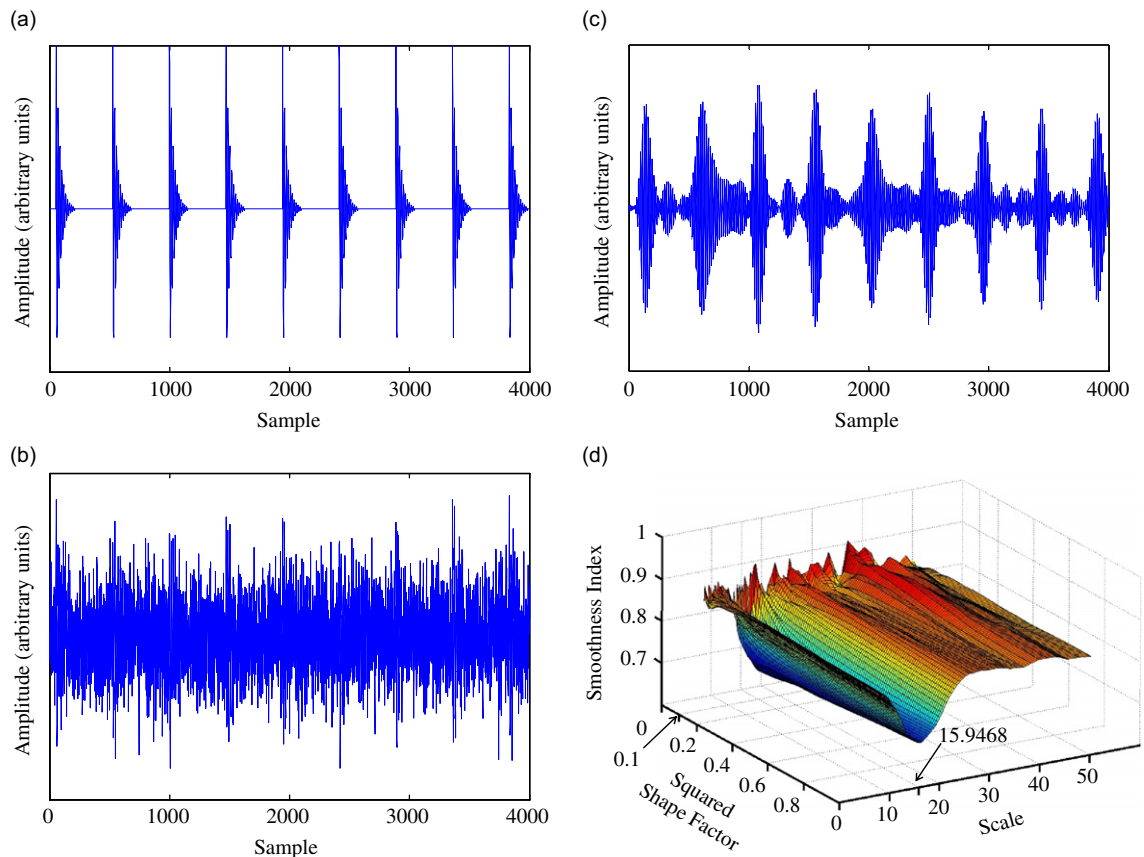 (a)
Amplitude (arbitrary units)
0 1000 2000 3000 4000
Sample
(b)
Amplitude (arbitrary units)
0 1000 2000 3000 4000
Sample
(c)
Amplitude (arbitrary units)
0 1000 2000 3000 4000
Sample
(d)
Smoothness Index
1
0.9
0.8
0.7
0
0.1
0.2
0.4
0.6
0.8
Squared
Shape Factor
15.9468
0 10 20 30 40 50
Scale